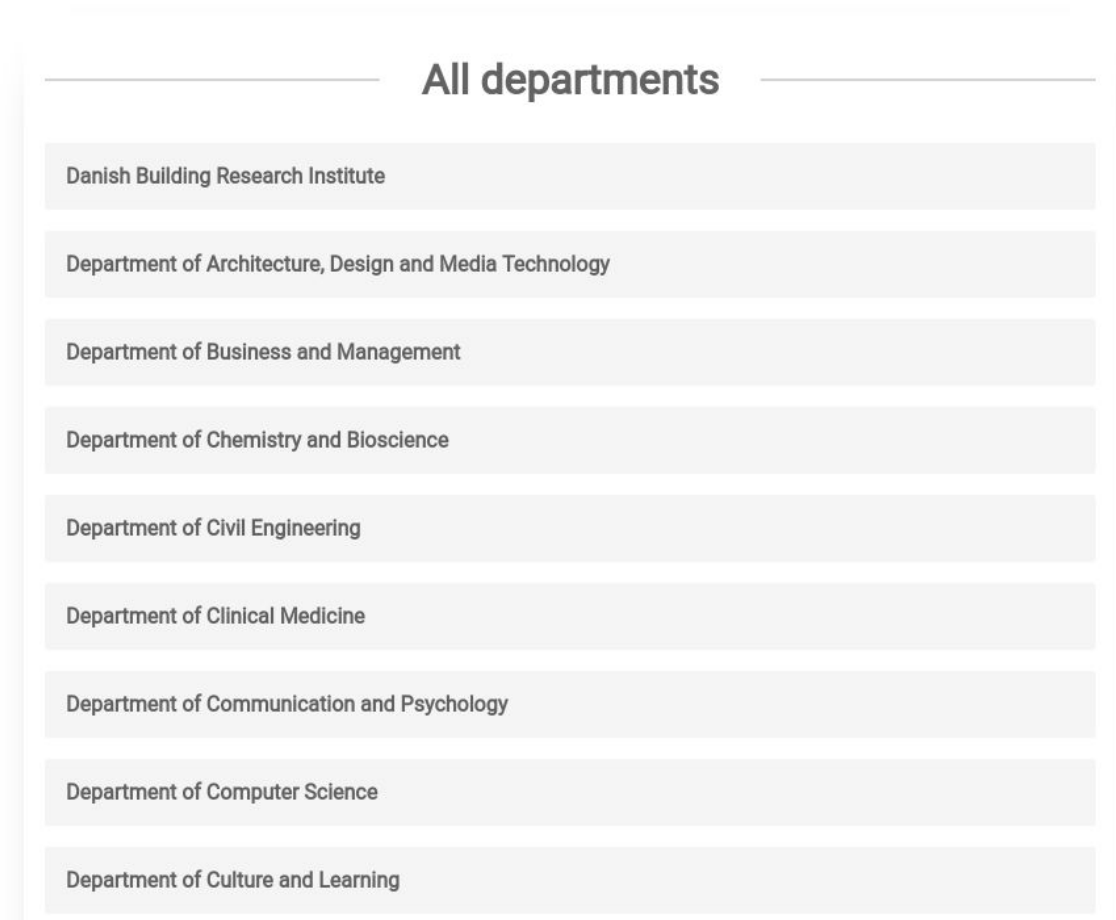 All departments
Danish Building Research Institute
Department of Architecture, Design and Media Technology
Department of Business and Management
Department of Chemistry and Bioscience
Department of Civil Engineering
Department of Clinical Medicine
Department of Communication and Psychology
Department of Computer Science
Department of Culture and Learning